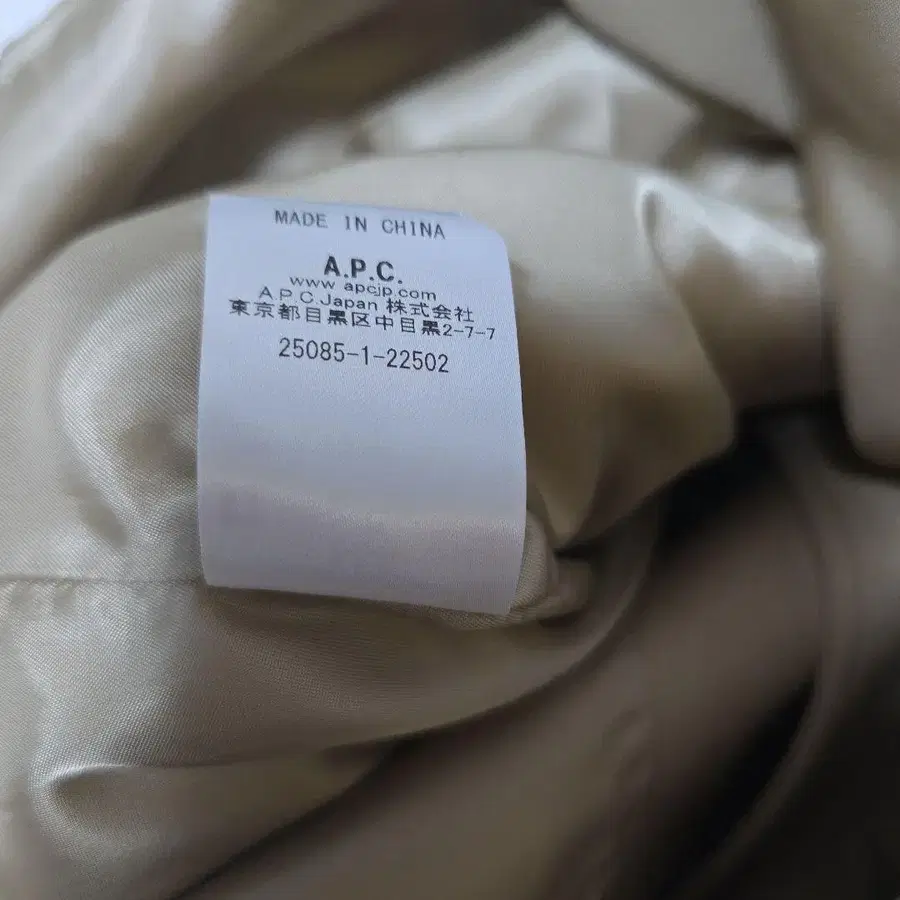 MADE IN CHINA
A.P.C.
www apcjp.com
A P.C.Japan 株式会社
東京都目黒区中目黒2-7-7
25085-1-22502